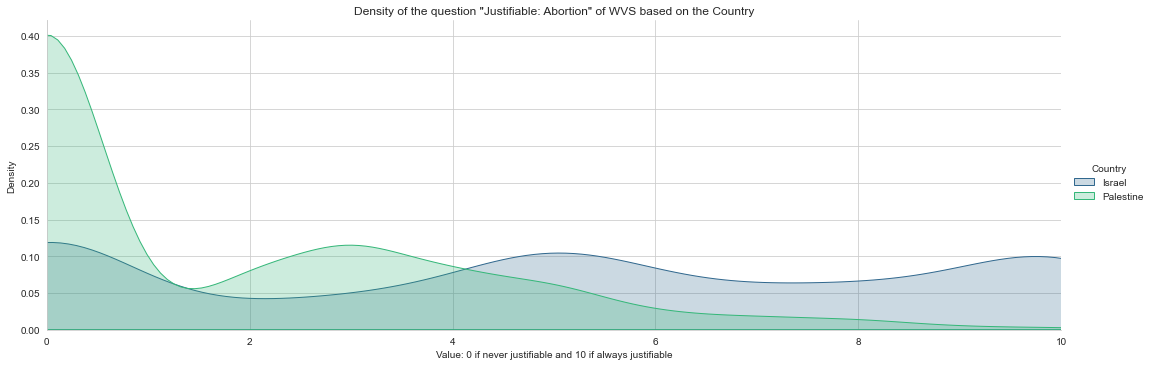 Density of the question "Justifiable: Abortion" of WVS based on the Country
0.40
0.35
0.30
0.25
0.20
0.15
0.10
0.05
0.00
Density
0 2 4 6 8 10
Value: 0 if never justifiable and 10 if always justifiable
Country
Israel
Palestine